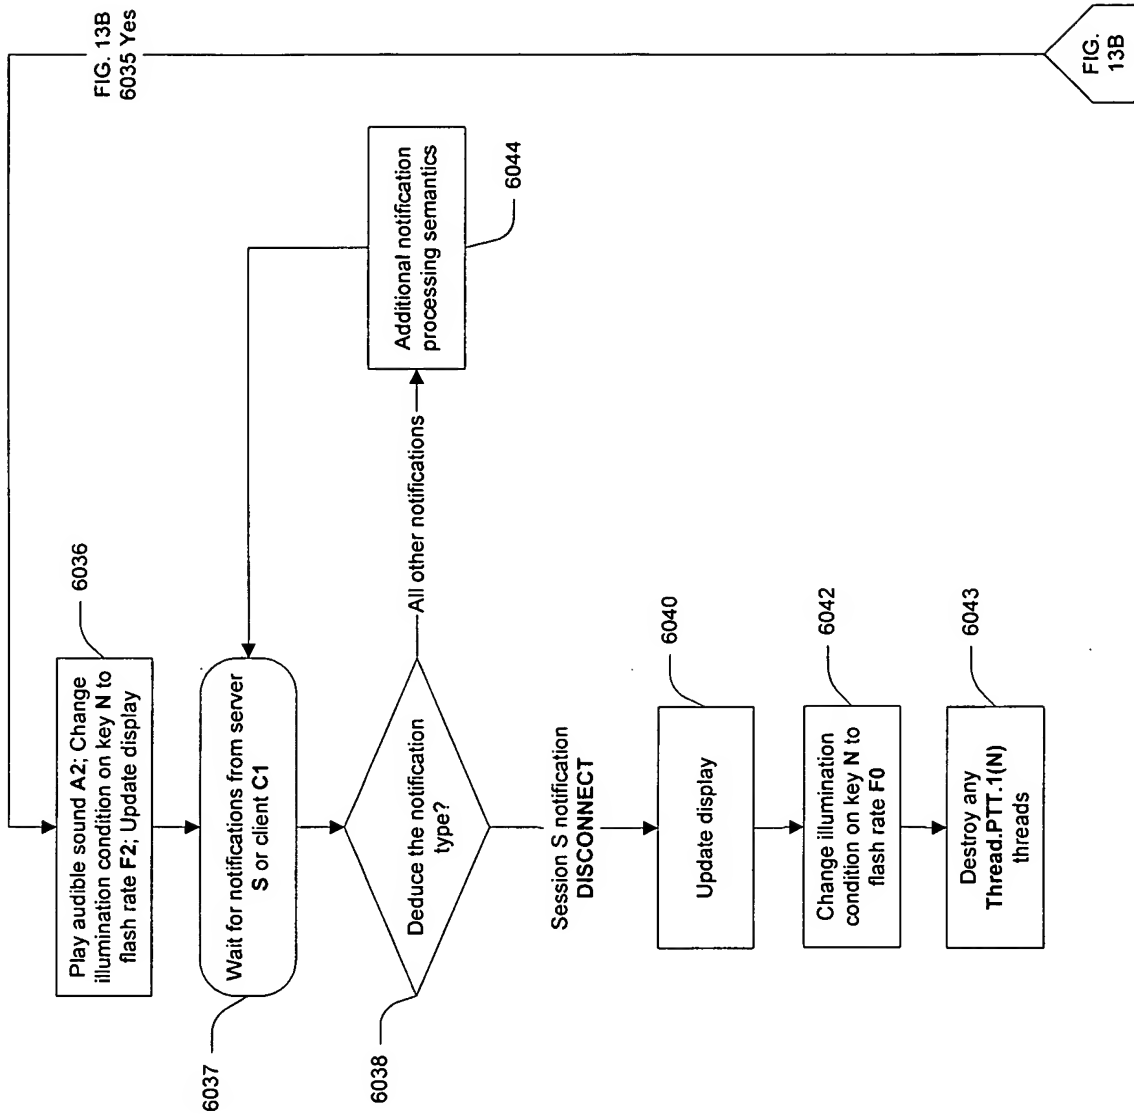 FIG. 13B
6035 Yes
6036
Play audible sound A2; Change
illumination condition on key N to
flash rate F2; Update display
6037
Wait for notifications from server
S or client C1
6038
Deduce the notification
type?
All other notifications
Additional notification
processing semantics
6044
Session S notification
DISCONNECT
6040
Update display
6042
Change illumination
condition on key N to
flash rate F0
6043
Destroy any
Thread.PTT.1(N)
threads
FIG.
13B